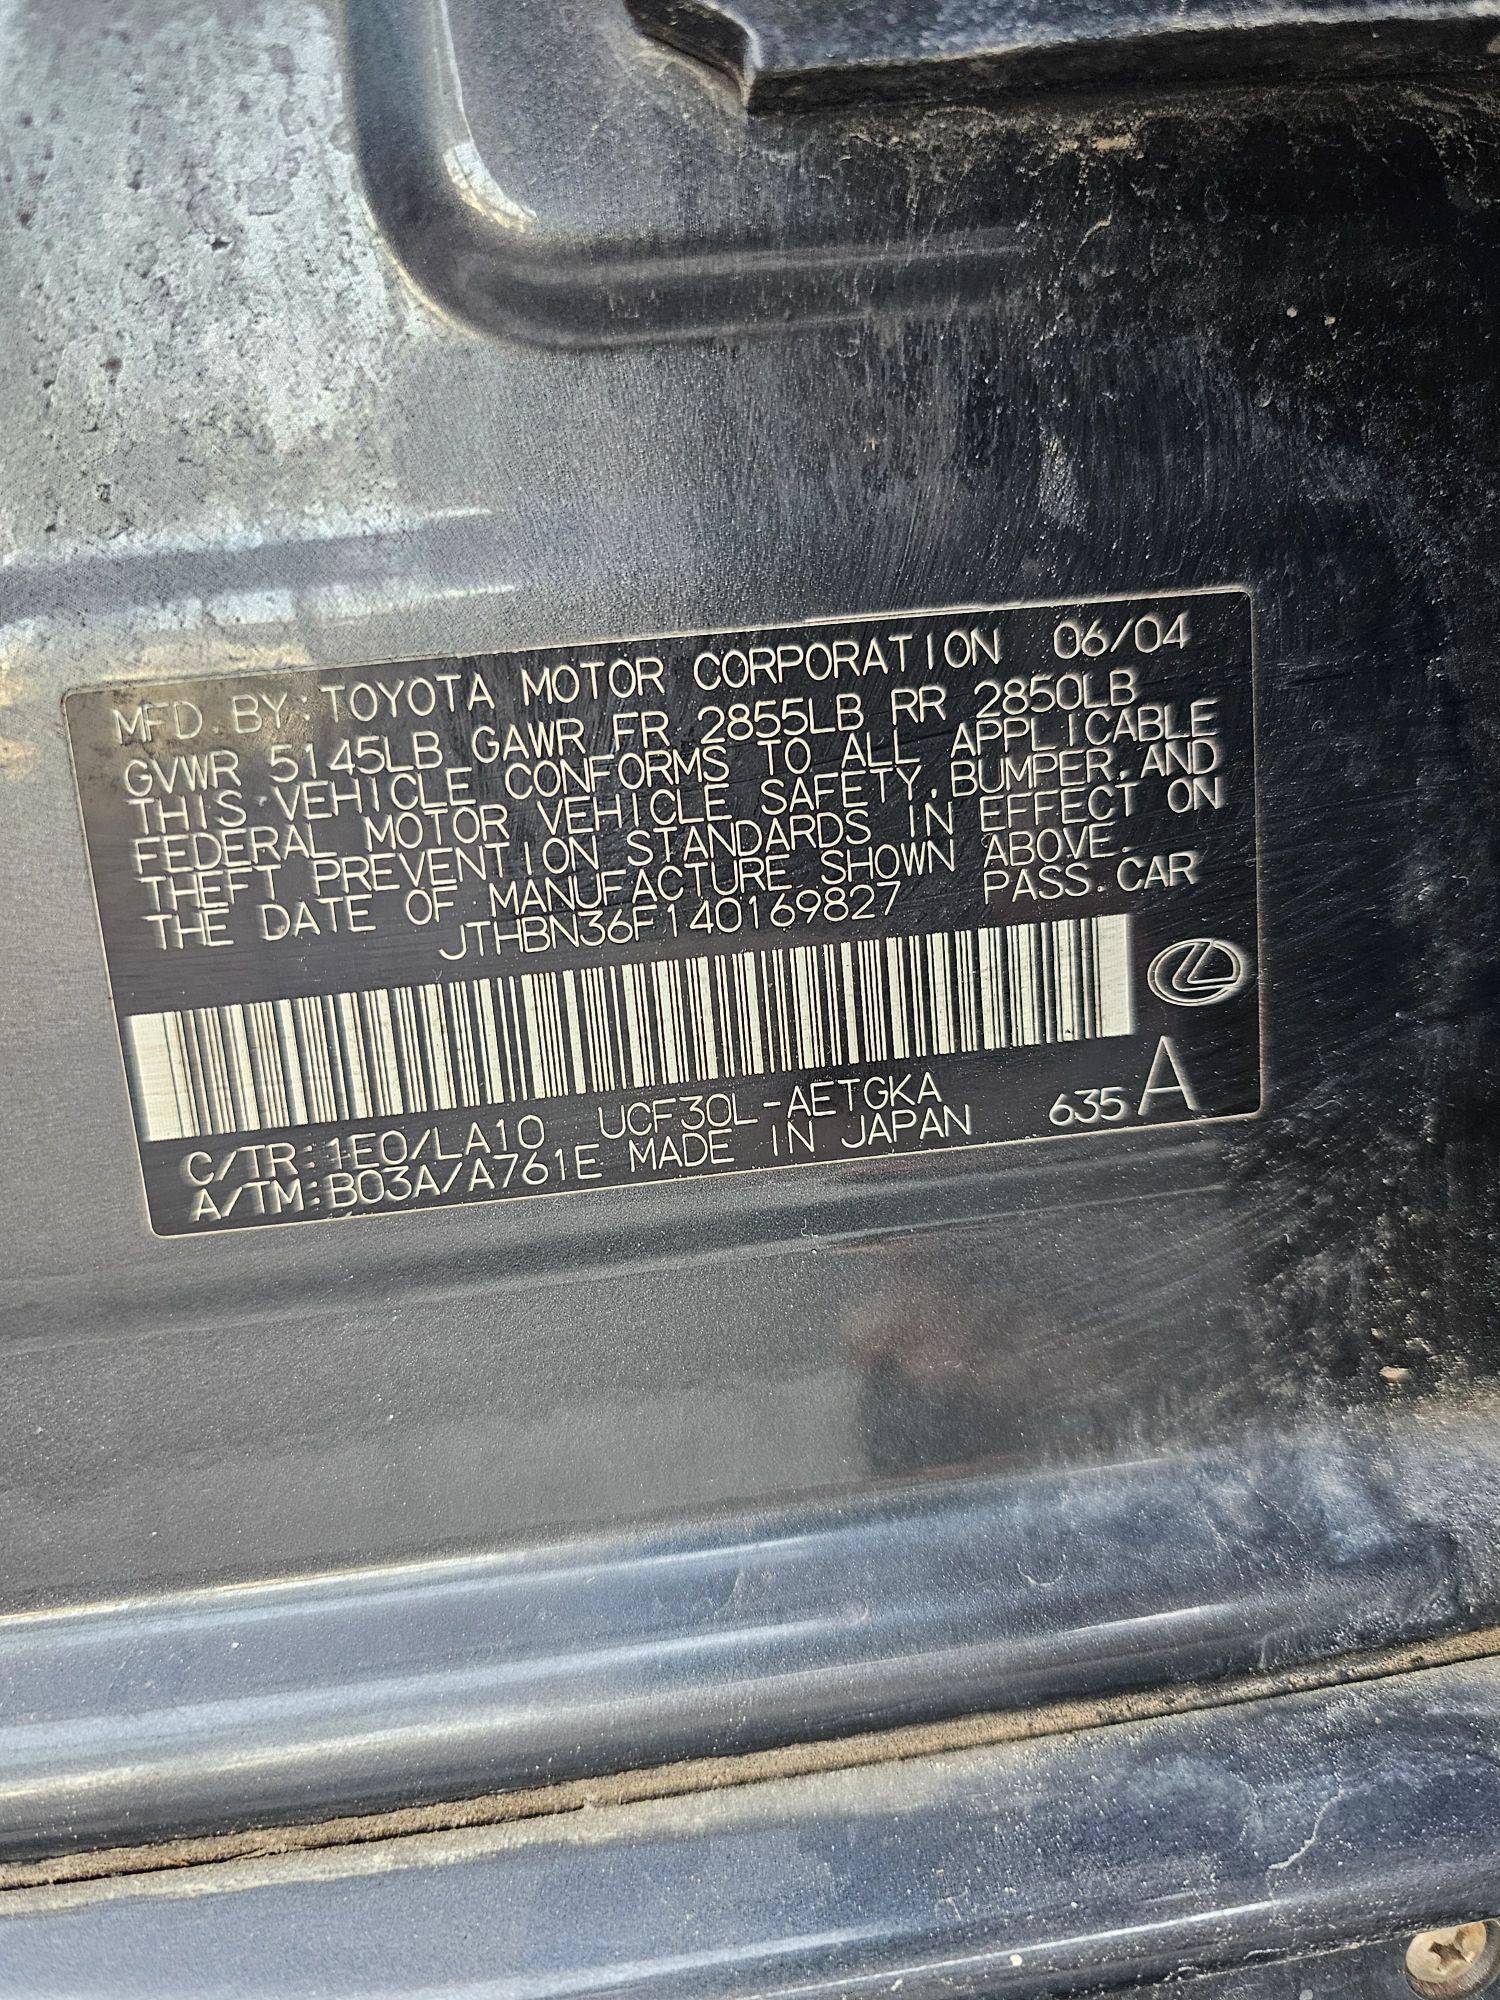 MFD. BY: TOYOTA MOTOR CORPORATION 06/04
GVWR 5145LB GAWR FR 2855LB RR 2850LB
THIS VEHICLE CONFORMS TO ALL APPLICABLE
FEDERAL MOTOR VEHICLE SAFETY, BUMPER, AND
THEFT PREVENTION STANDARDS IN EFFECT ON
THE DATE OF MANUFACTURE SHOWN ABOVE.
JTHBN36F140169827 PASS. CAR
C/TR: 1E0/LA10 UCF30L-AETGKA
A/TM: B03A/A761E MADE IN JAPAN 635 A